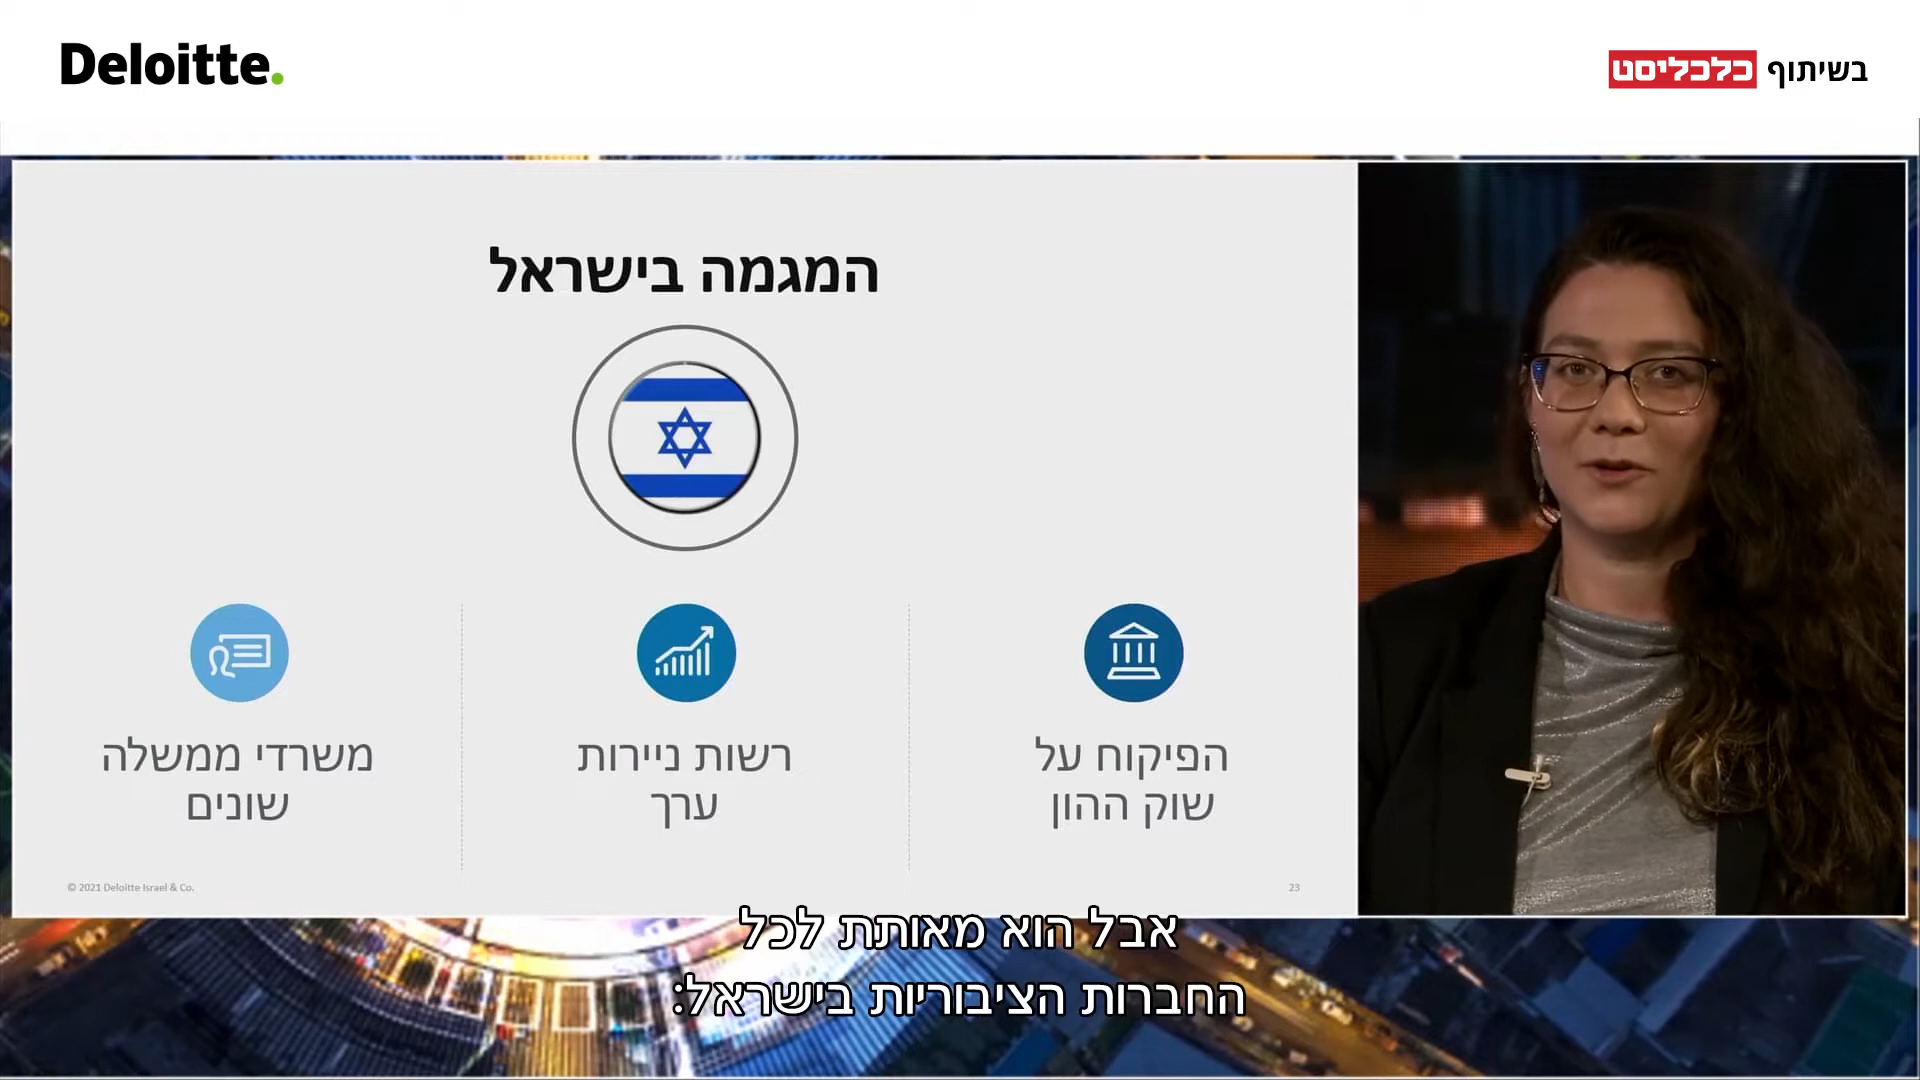 Deloitte.
בשיתוף כלכליסט
המגמה בישראל
הפיקוח על
שוק ההון
רשות ניירות
ערך
משרדי ממשלה
שונים
© 2021 Deloitte Israel & Co.
23
אבל הוא מאותת לכל
החברות הציבוריות בישראל: